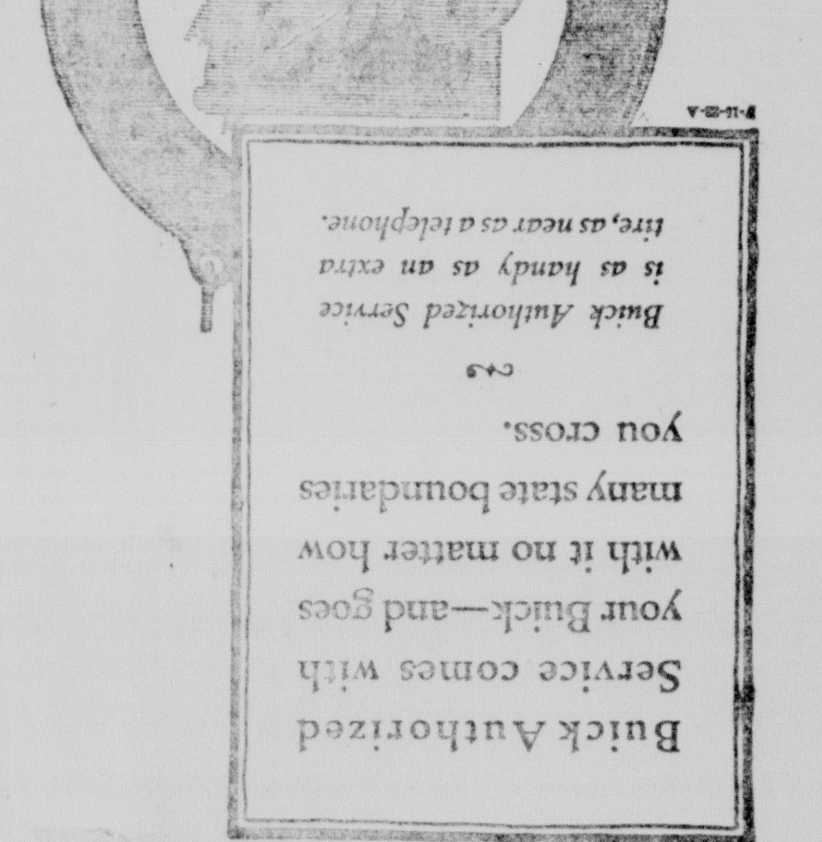 Buick Authorized
Service comes with
your Buick—and goes
with it no matter how
many state boundaries
you cross.
Buick Authorized Service
is as handy as an extra
tire, as near as a telephone.